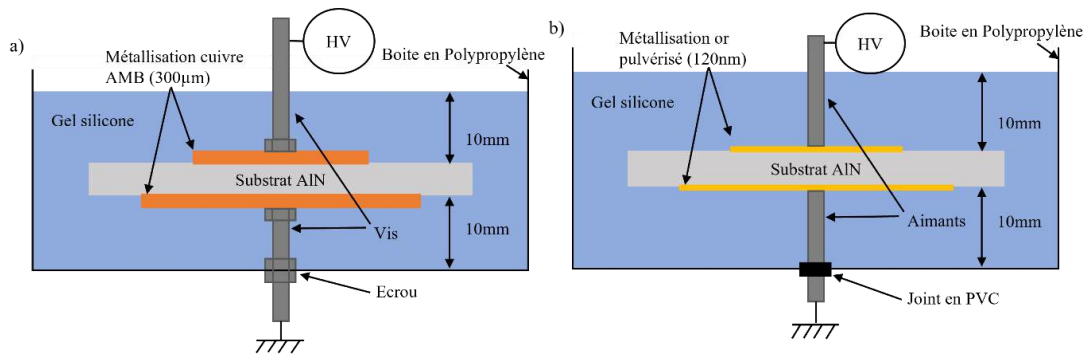 a)
HV
Métallisation cuivre
AMB (300µm)
Boite en Polypropylène
Gel silicone
10mm
Substrat AlN
Vis
10mm
Ecrou
b)
HV
Métallisation or
pulvérisé (120nm)
Boite en Polypropylène
Gel silicone
10mm
Substrat AlN
Aimants
10mm
Joint en PVC